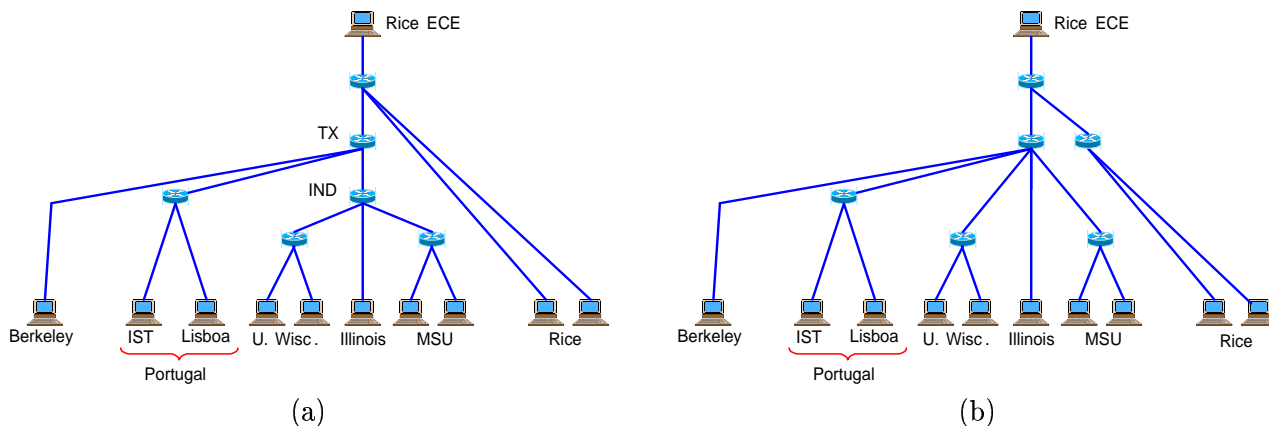 Rice ECE
TX
IND
Berkeley
IST
Lisboa
U. Wisc.
Illinois
MSU
Rice
Portugal
(a)
Rice ECE
Berkeley
IST
Lisboa
U. Wisc.
Illinois
MSU
Rice
Portugal
(b)